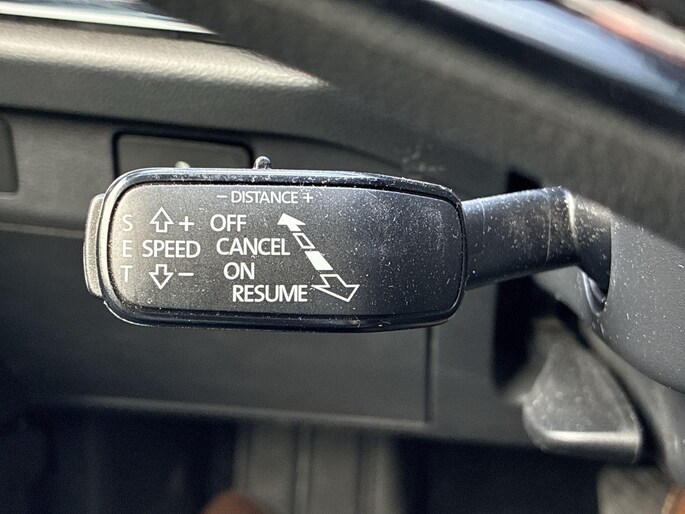 − DISTANCE +
S + OFF
E SPEED CANCEL
T − ON
RESUME